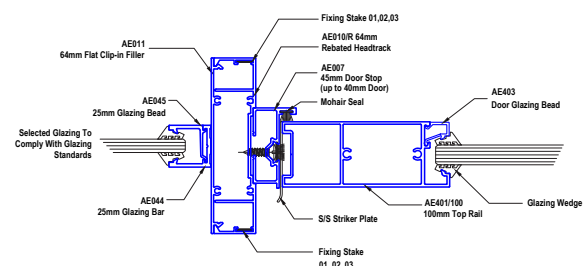 Fixing Stake 01,02,03
AE011
64mm Flat Clip-in Filler
AE010/R 64mm
Rebated Headtrack
AE007
45mm Door Stop
(up to 40mm Door)
Mohair Seal
AE403
Door Glazing Bead
AE045
25mm Glazing Bead
Selected Glazing To
Comply With Glazing
Standards
AE044
25mm Glazing Bar
S/S Striker Plate
AE401/100
100mm Top Rail
Glazing Wedge
Fixing Stake
01, 02, 03